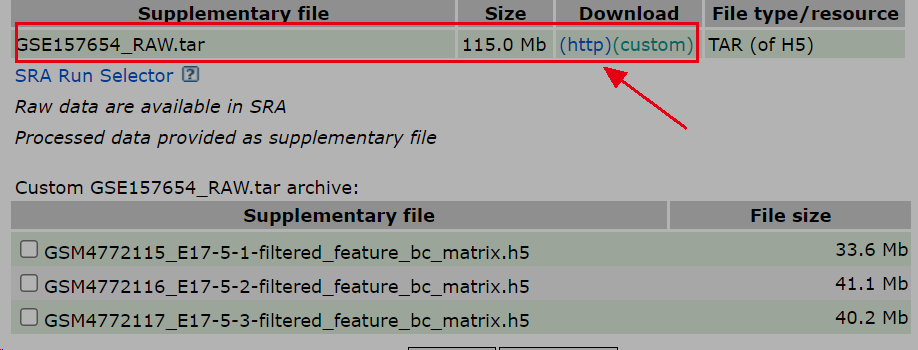 Supplementary file Size Download File type/resource
GSE157654_RAW.tar 115.0 Mb (http)(custom) TAR (of H5)
SRA Run Selector ?
Raw data are available in SRA
Processed data provided as supplementary file
Custom GSE157654_RAW.tar archive:
Supplementary file File size
GSM4772115_E17-5-1-filtered_feature_bc_matrix.h5 33.6 Mb
GSM4772116_E17-5-2-filtered_feature_bc_matrix.h5 41.1 Mb
GSM4772117_E17-5-3-filtered_feature_bc_matrix.h5 40.2 Mb